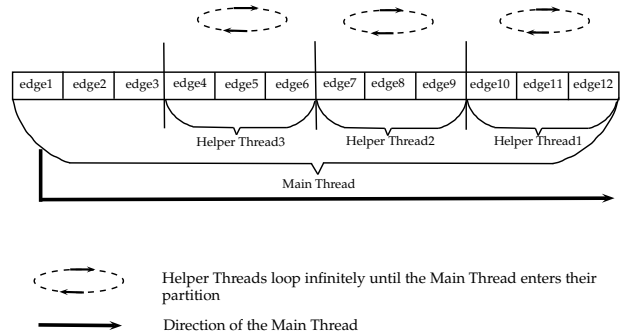 edge1 edge2 edge3 edge4 edge5 edge6 edge7 edge8 edge9 edge10 edge11 edge12
Helper Thread3 Helper Thread2 Helper Thread1
Main Thread
Helper Threads loop infinitely until the Main Thread enters their
partition
Direction of the Main Thread